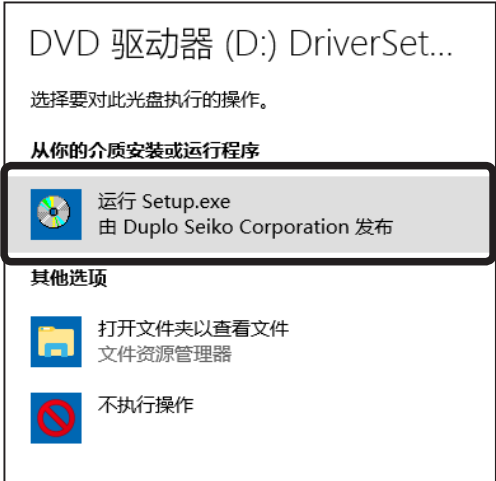 DVD 驱动器 (D:) DriverSet...
选择要对此光盘执行的操作。
从你的介质安装或运行程序
运行 Setup.exe
由 Duplo Seiko Corporation 发布
其他选项
打开文件夹以查看文件
文件资源管理器
不执行操作